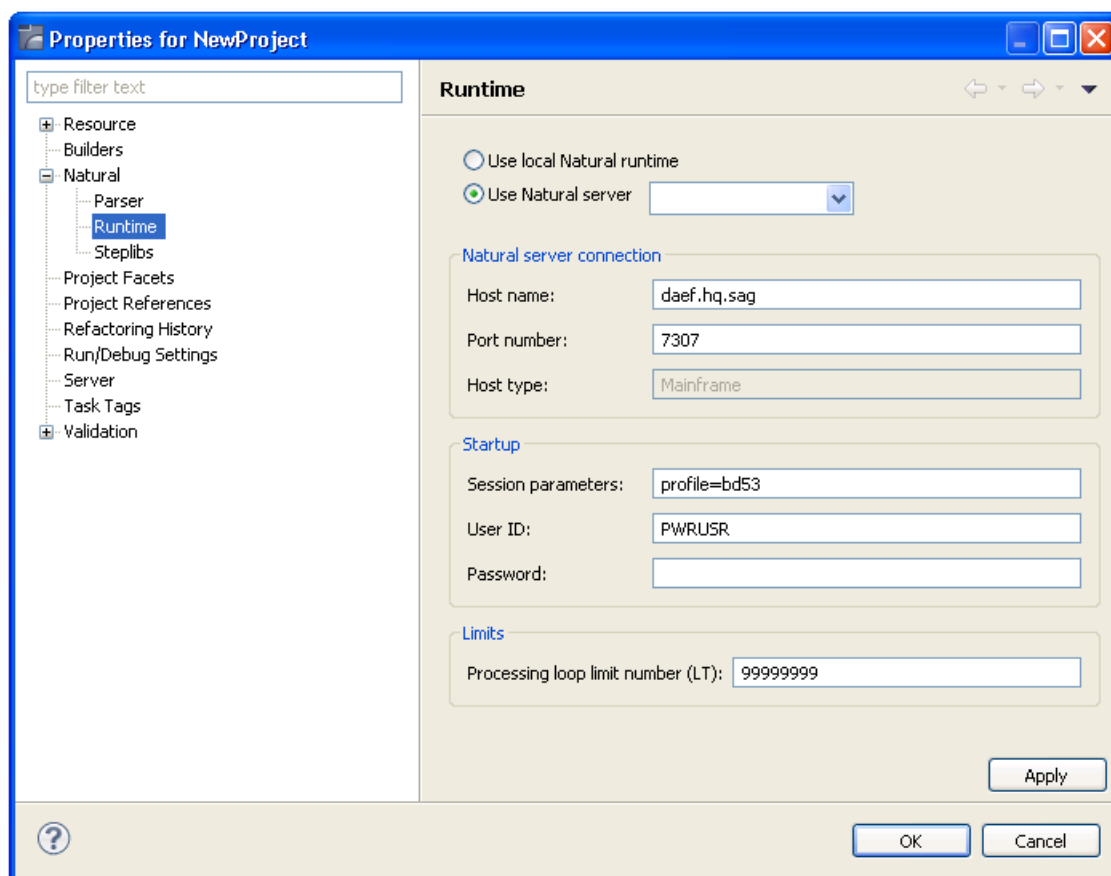 Properties for NewProject
type filter text
Resource
Builders
Natural
Parser
Runtime
Steplibs
Project Facets
Project References
Refactoring History
Run/Debug Settings
Server
Task Tags
Validation
Runtime
Use local Natural runtime
Use Natural server
Natural server connection
Host name: daef.hq.sag
Port number: 7307
Host type: Mainframe
Startup
Session parameters: profile=bd53
User ID: PWRUSR
Password:
Limits
Processing loop limit number (LT): 99999999
Apply
? OK Cancel